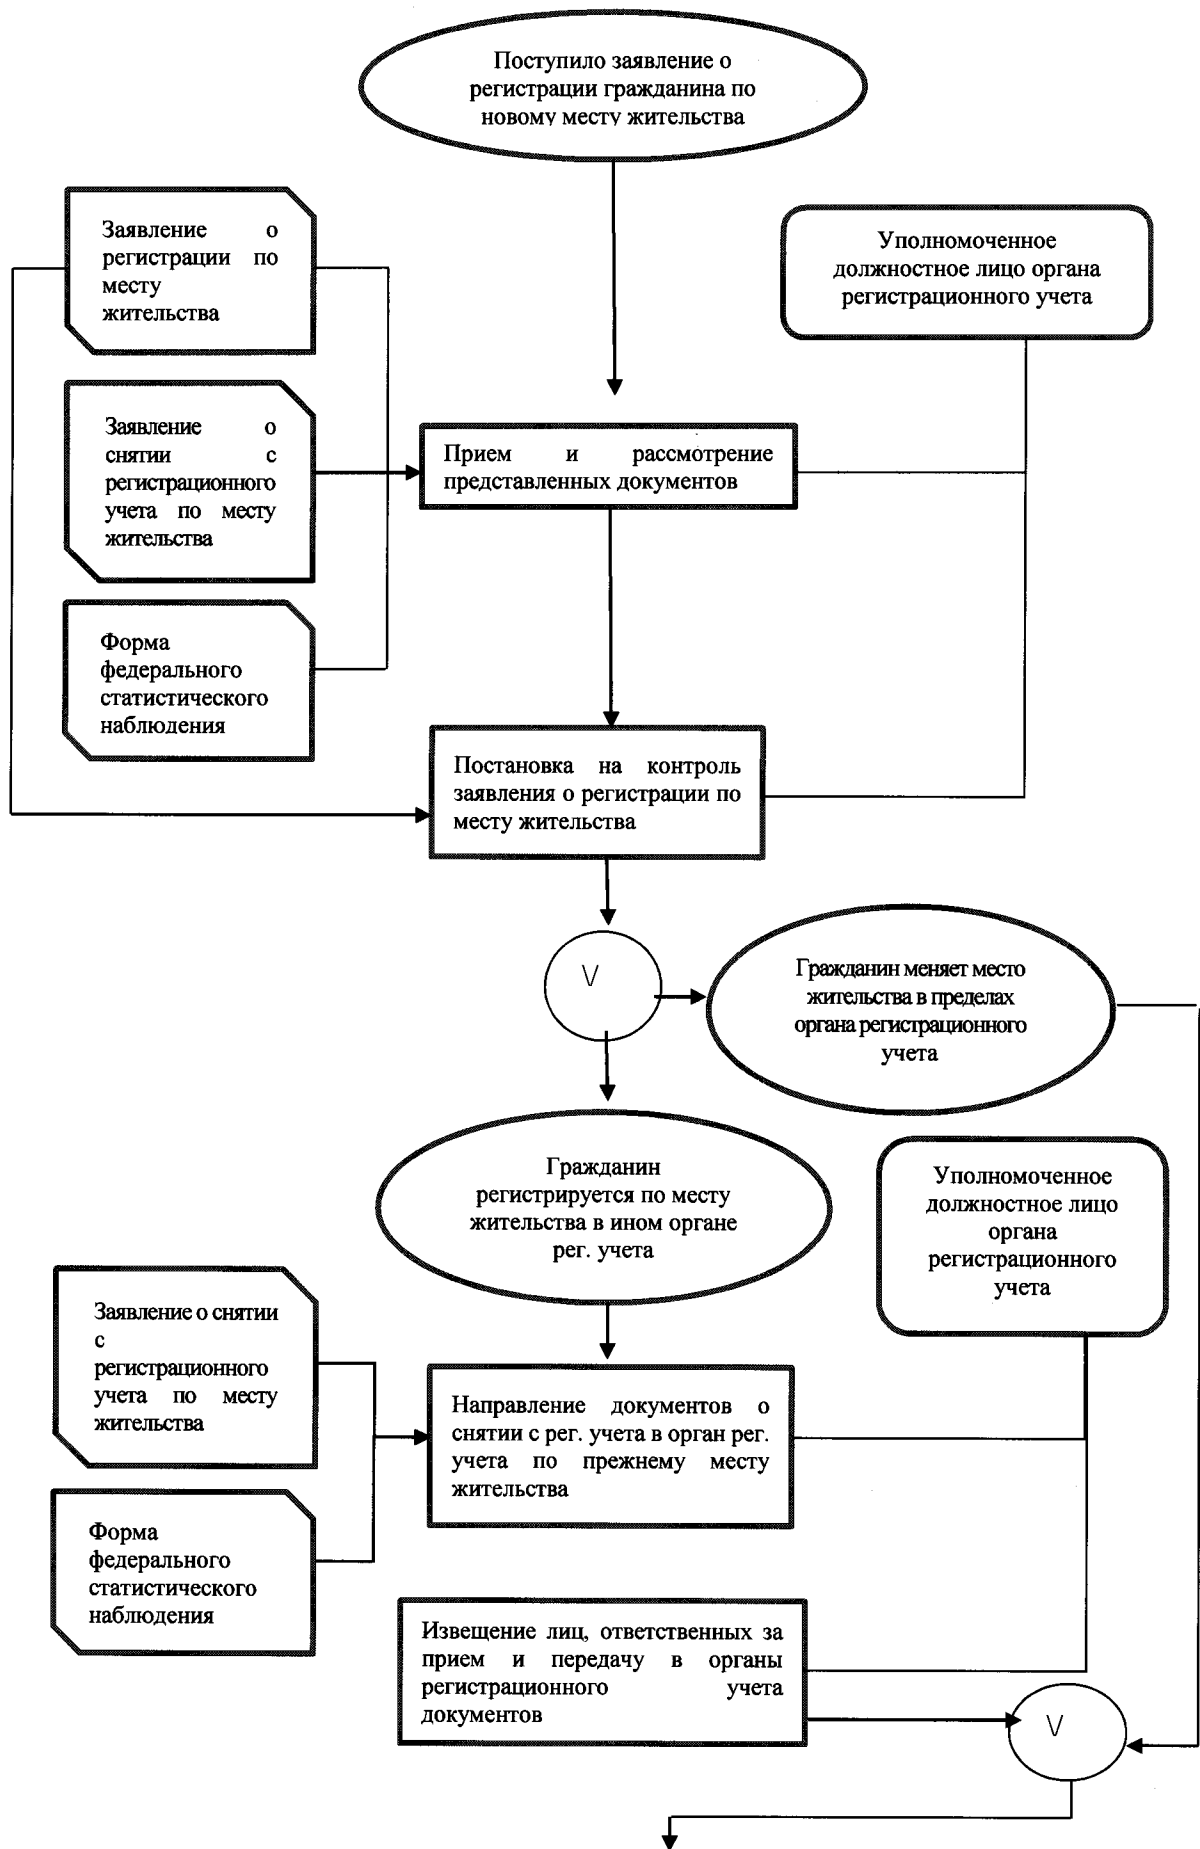 Поступило заявление о
регистрации гражданина по
новому месту жительства
Заявление о
регистрации по
месту
жительства
Уполномоченное
должностное лицо органа
регистрационного учета
Заявление о
снятии с
регистрационного
учета по месту
жительства
Прием и рассмотрение
представленных документов
Форма
федерального
статистического
наблюдения
Постановка на контроль
заявления о регистрации по
месту жительства
V
Гражданин меняет место
жительства в пределах
органа регистрационного
учета
Гражданин
регистрируется по месту
жительства в ином органе
рег. учета
Уполномоченное
должностное лицо
органа
регистрационного
учета
Заявление о снятии
с
регистрационного
учета по месту
жительства
Направление документов о
снятии с рег. учета в орган рег.
учета по прежнему месту
жительства
Форма
федерального
статистического
наблюдения
Извещение лиц, ответственных за
прием и передачу в органы
регистрационного учета
документов
V